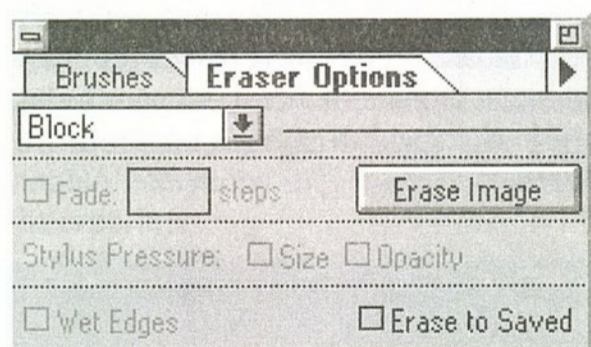 Brushes Eraser Options
Block
Fade: steps Erase Image
Stylus Pressure: Size Opacity
Wet Edges Erase to Saved